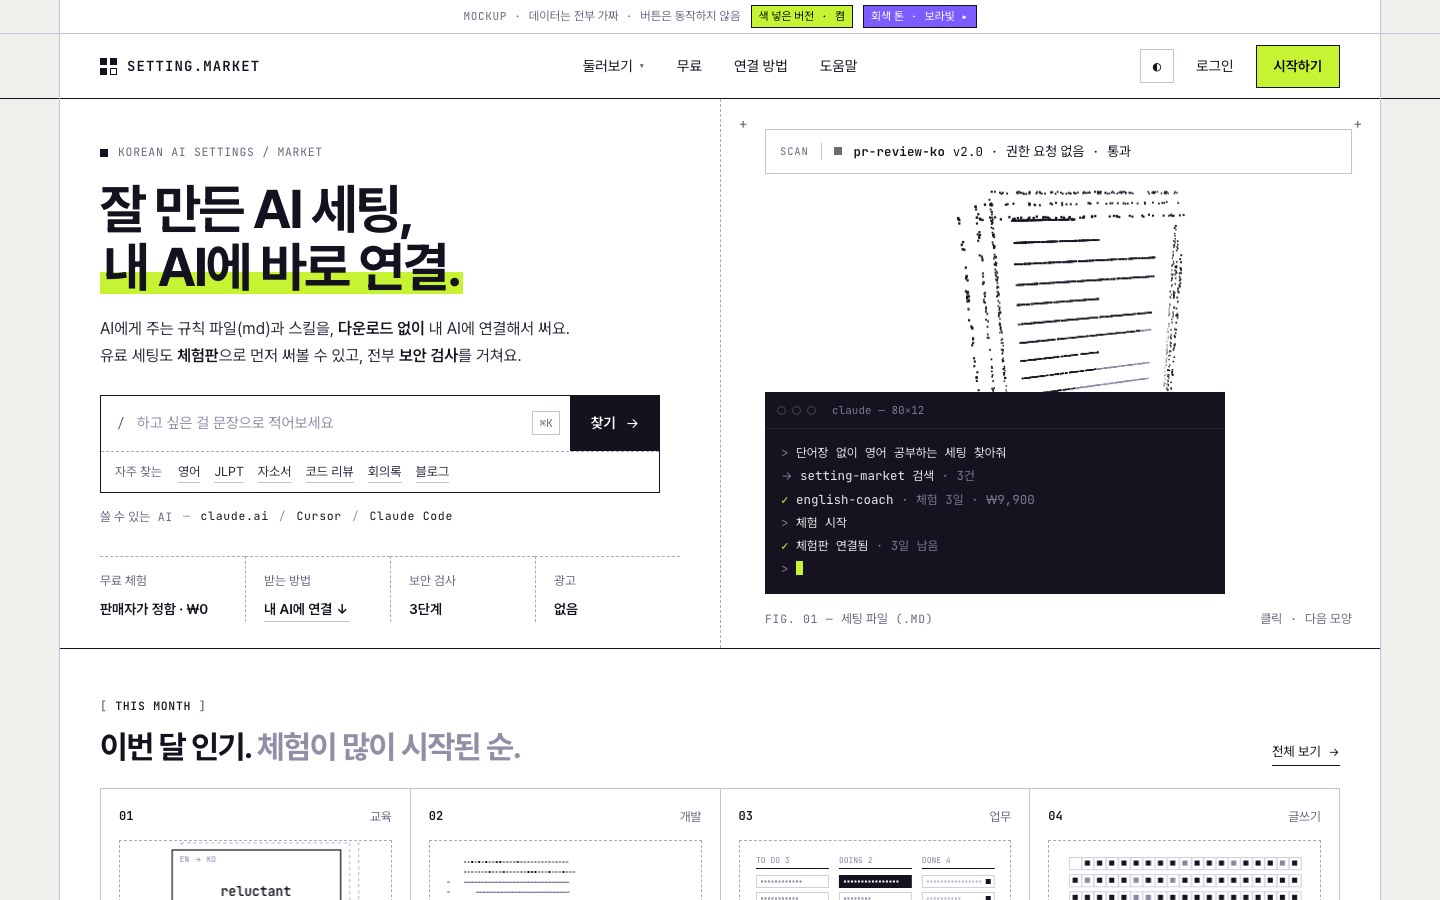 MOCKUP · 데이터는 전부 가짜 · 버튼은 동작하지 않음 색 넣은 버전 · 켬 회색 톤 · 보라빛 ▸
SETTING.MARKET 둘러보기 ▾ 무료 연결 방법 도움말 로그인 시작하기
KOREAN AI SETTINGS / MARKET
잘 만든 AI 세팅,
내 AI에 바로 연결.
AI에게 주는 규칙 파일(md)과 스킬을, 다운로드 없이 내 AI에 연결해서 써요.
유료 세팅도 체험판으로 먼저 써볼 수 있고, 전부 보안 검사를 거쳐요.
/ 하고 싶은 걸 문장으로 적어보세요 ⌘K 찾기 →
자주 찾는 영어 JLPT 자소서 코드 리뷰 회의록 블로그
쓸 수 있는 AI — claude.ai / Cursor / Claude Code
무료 체험 받는 방법 보안 검사 광고
판매자가 정함 · ₩0 내 AI에 연결 ↓ 3단계 없음
+ +
SCAN pr-review-ko v2.0 · 권한 요청 없음 · 통과
claude — 80×12
> 단어장 없이 영어 공부하는 세팅 찾아줘
→ setting-market 검색 · 3건
✓ english-coach · 체험 3일 · ₩9,900
> 체험 시작
✓ 체험판 연결됨 · 3일 남음
>
FIG. 01 — 세팅 파일 (.MD) 클릭 · 다음 모양
[ THIS MONTH ]
이번 달 인기. 체험이 많이 시작된 순.
전체 보기 →
01 교육 02 개발 03 업무 04 글쓰기
EN → KO
reluctant
TO DO 3 DOING 2 DONE 4